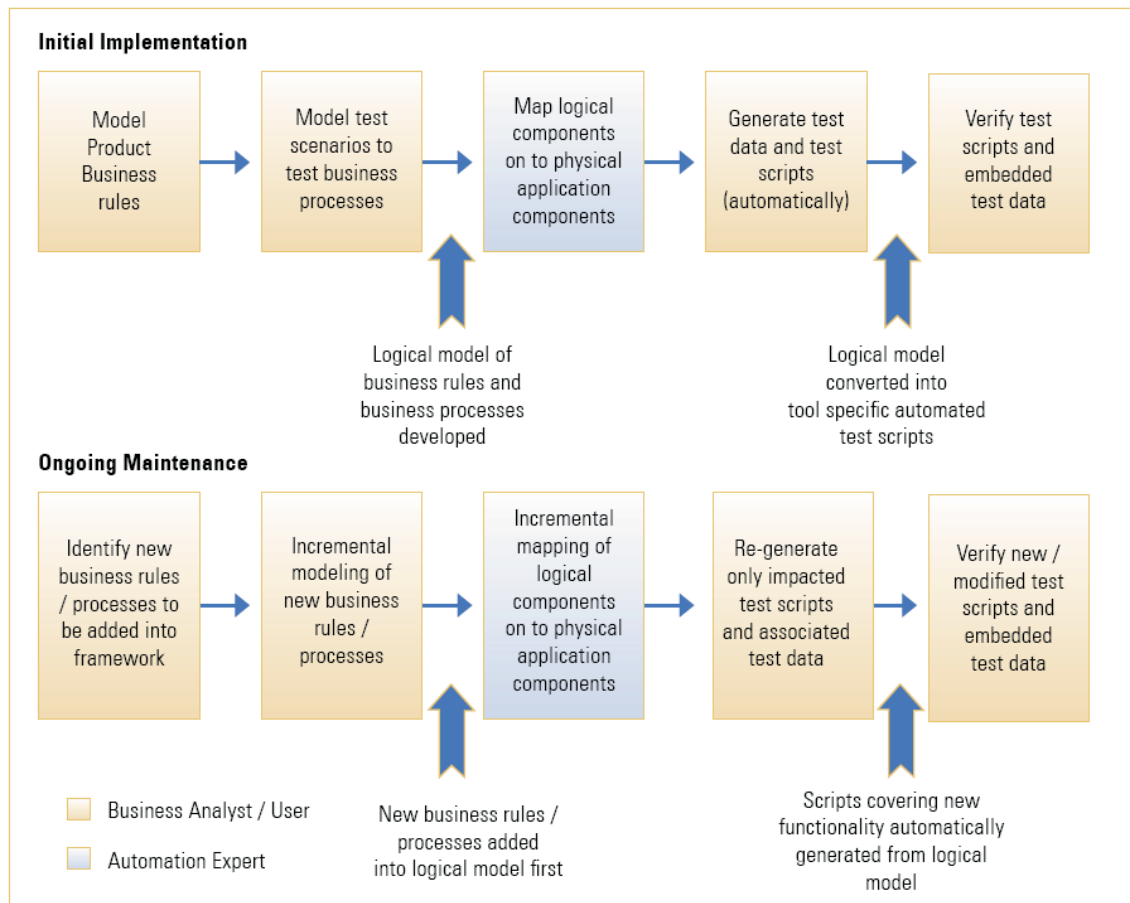 Initial Implementation
Model
Product
Business
rules
Model test
scenarios to
test business
processes
Map logical
components
on to physical
application
components
Generate test
data and test
scripts
(automatically)
Verify test
scripts and
embedded
test data
Logical model of
business rules and
business processes
developed
Logical model
converted into
tool specific automated
test scripts
Ongoing Maintenance
Identify new
business rules
/ processes to
be added into
framework
Incremental
modeling of
new business
rules /
processes
Incremental
mapping of
logical
components
on to physical
application
components
Re-generate
only impacted
test scripts
and associated
test data
Verify new /
modified test
scripts and
embedded
test data
Business Analyst / User
Automation Expert
New business rules /
processes added
into logical model first
Scripts covering new
functionality automatically
generated from logical
model